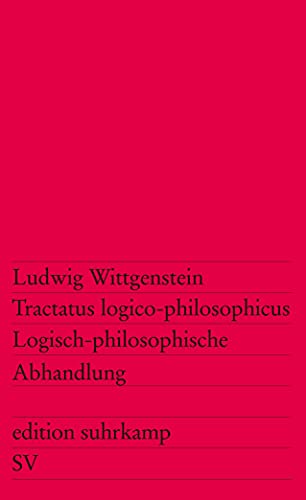 Ludwig Wittgenstein
Tractatus logico-philosophicus
Logisch-philosophische
Abhandlung
edition suhrkamp
SV